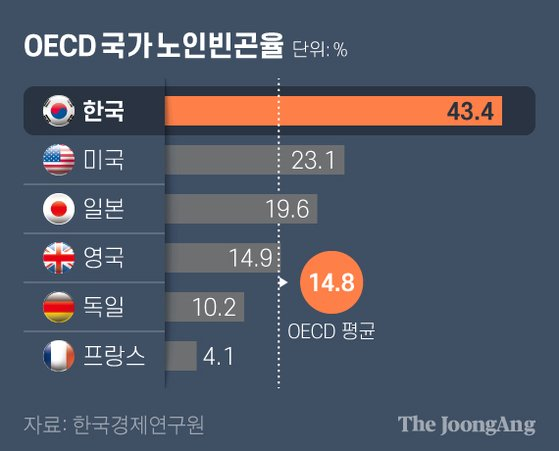 OECD 국가 노인빈곤율 단위: %
한국 43.4
미국 23.1
일본 19.6
영국 14.9
14.8
OECD 평균
독일 10.2
프랑스 4.1
자료: 한국경제연구원 The JoongAng